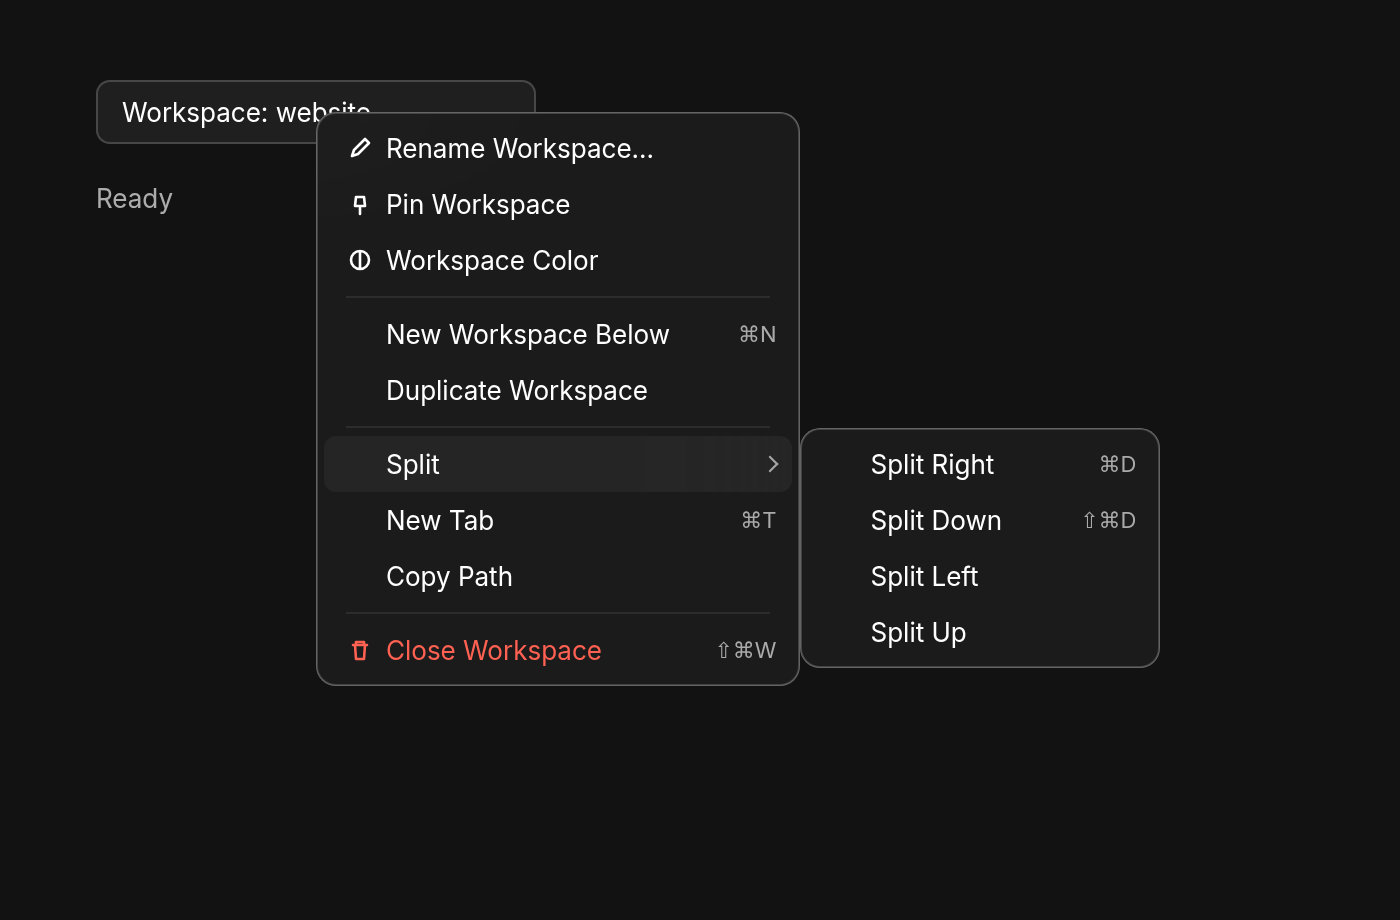 Workspace: website
Ready
Rename Workspace...
Pin Workspace
Workspace Color
New Workspace Below ⌘N
Duplicate Workspace
Split
New Tab ⌘T
Copy Path
Close Workspace ⇧⌘W
Split Right ⌘D
Split Down ⇧⌘D
Split Left
Split Up